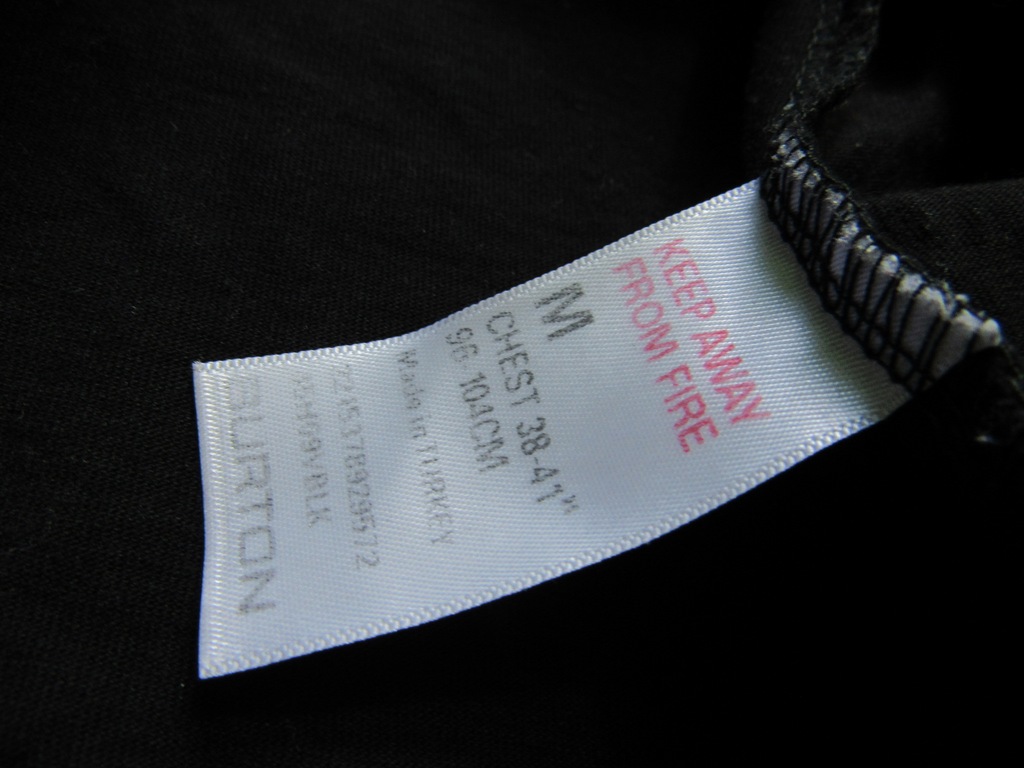 KEEP AWAY
FROM FIRE
M
CHEST 38-41"
96-104CM
Made in TURKEY
BURTON